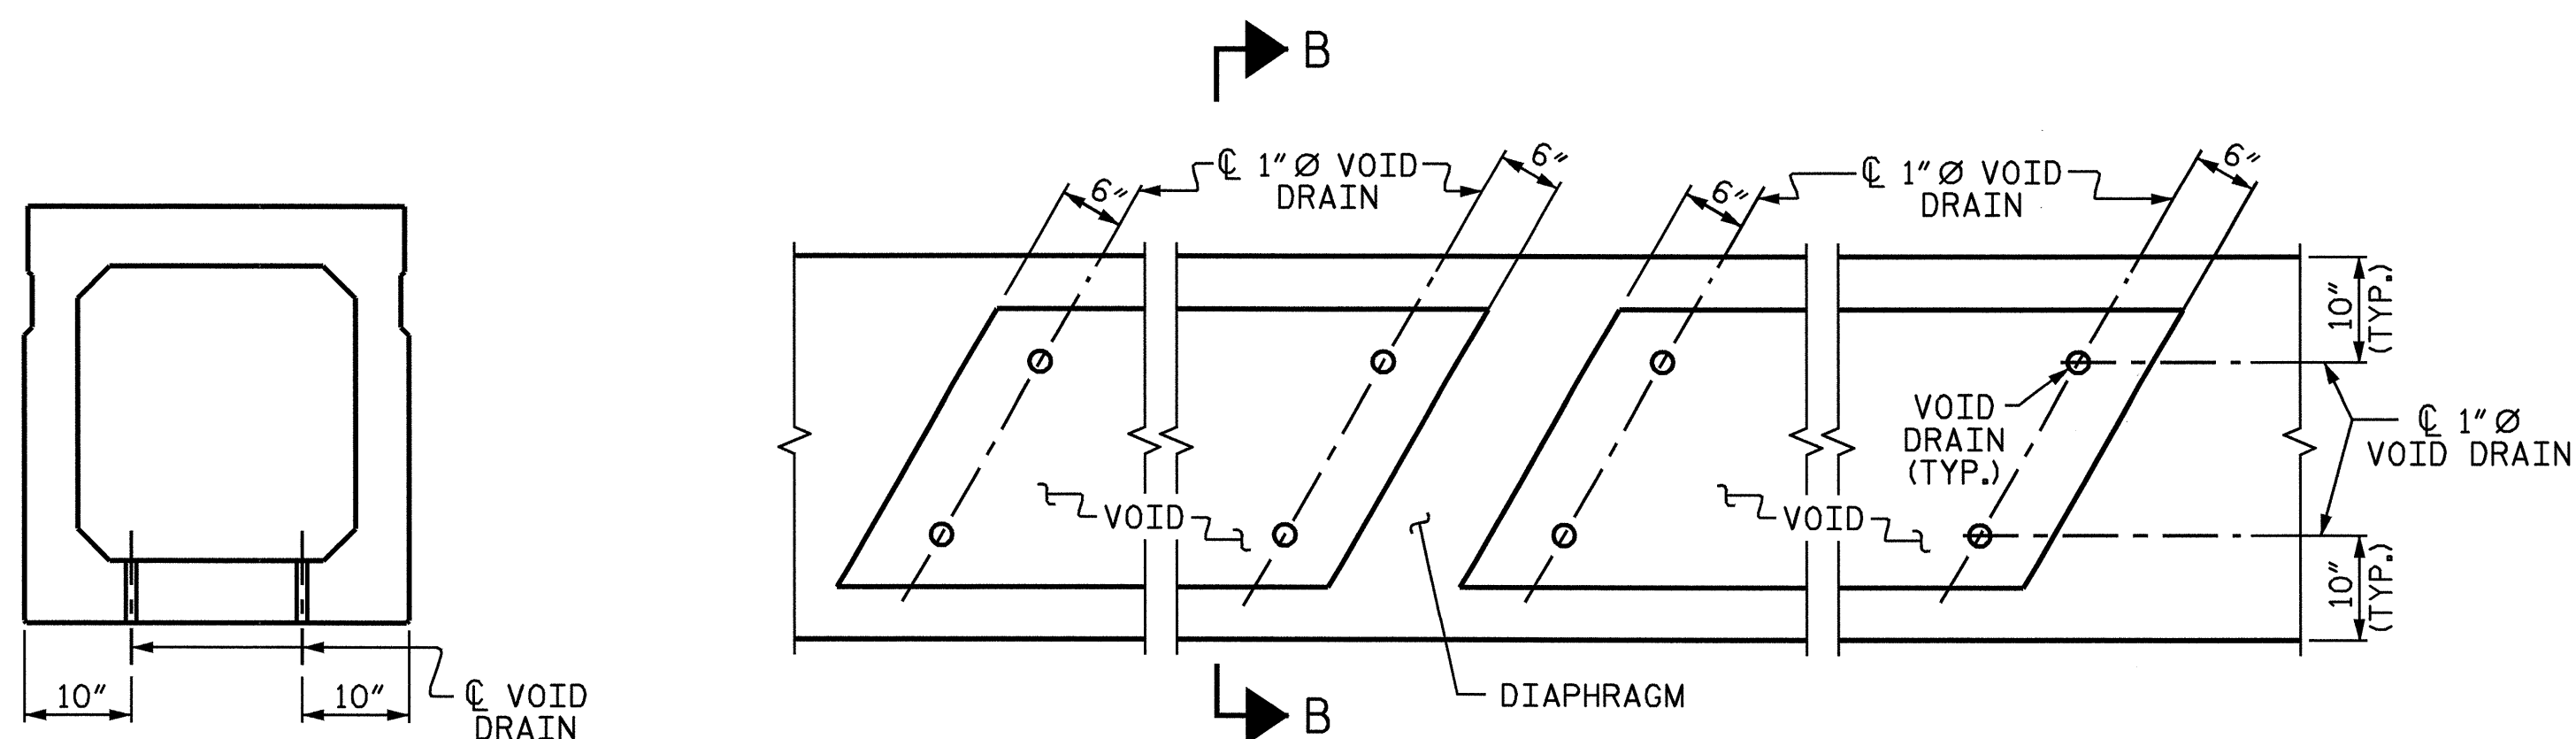 B
℄ 1"Ø VOID
DRAIN
6"
6"
℄ 1"Ø VOID
DRAIN
6"
6"
10"
(TYP.)
VOID
DRAIN
(TYP.)
℄ 1"Ø
VOID DRAIN
VOID
VOID
10"
(TYP.)
DIAPHRAGM
B
10"
10"
℄ VOID
DRAIN